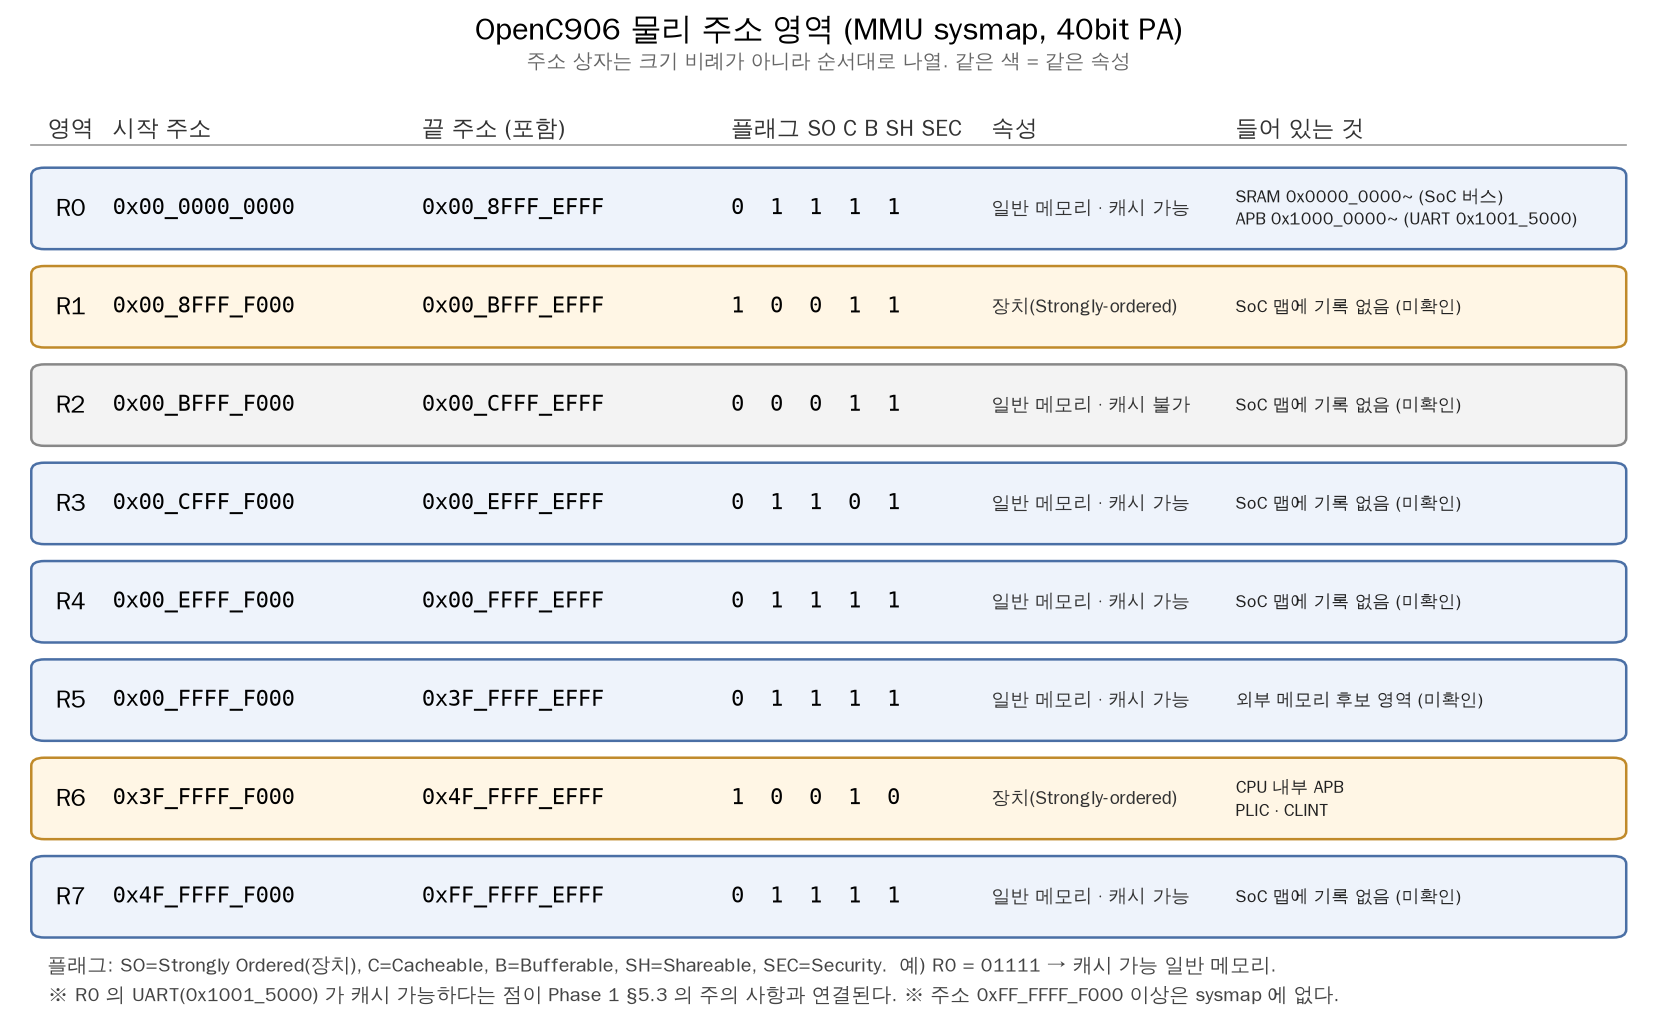 OpenC906 물리 주소 영역 (MMU sysmap, 40bit PA)
주소 상자는 크기 비례가 아니라 순서대로 나열. 같은 색 = 같은 속성
영역 시작 주소 끝 주소 (포함) 플래그 SO C B SH SEC 속성 들어 있는 것
R0 0x00_0000_0000 0x00_8FFF_EFFF 0 1 1 1 1 일반 메모리 · 캐시 가능 SRAM 0x0000_0000~ (SoC 버스)
APB 0x1000_0000~ (UART 0x1001_5000)
R1 0x00_8FFF_F000 0x00_BFFF_EFFF 1 0 0 1 1 장치(Strongly-ordered) SoC 맵에 기록 없음 (미확인)
R2 0x00_BFFF_F000 0x00_CFFF_EFFF 0 0 0 1 1 일반 메모리 · 캐시 불가 SoC 맵에 기록 없음 (미확인)
R3 0x00_CFFF_F000 0x00_EFFF_EFFF 0 1 1 0 1 일반 메모리 · 캐시 가능 SoC 맵에 기록 없음 (미확인)
R4 0x00_EFFF_F000 0x00_FFFF_EFFF 0 1 1 1 1 일반 메모리 · 캐시 가능 SoC 맵에 기록 없음 (미확인)
R5 0x00_FFFF_F000 0x3F_FFFF_EFFF 0 1 1 1 1 일반 메모리 · 캐시 가능 외부 메모리 후보 영역 (미확인)
R6 0x3F_FFFF_F000 0x4F_FFFF_EFFF 1 0 0 1 0 장치(Strongly-ordered) CPU 내부 APB
PLIC · CLINT
R7 0x4F_FFFF_F000 0xFF_FFFF_EFFF 0 1 1 1 1 일반 메모리 · 캐시 가능 SoC 맵에 기록 없음 (미확인)
플래그: SO=Strongly Ordered(장치), C=Cacheable, B=Bufferable, SH=Shareable, SEC=Security. 예) R0 = 01111 → 캐시 가능 일반 메모리.
※ R0 의 UART(0x1001_5000) 가 캐시 가능하다는 점이 Phase 1 §5.3 의 주의 사항과 연결된다. ※ 주소 0xFF_FFFF_F000 이상은 sysmap 에 없다.